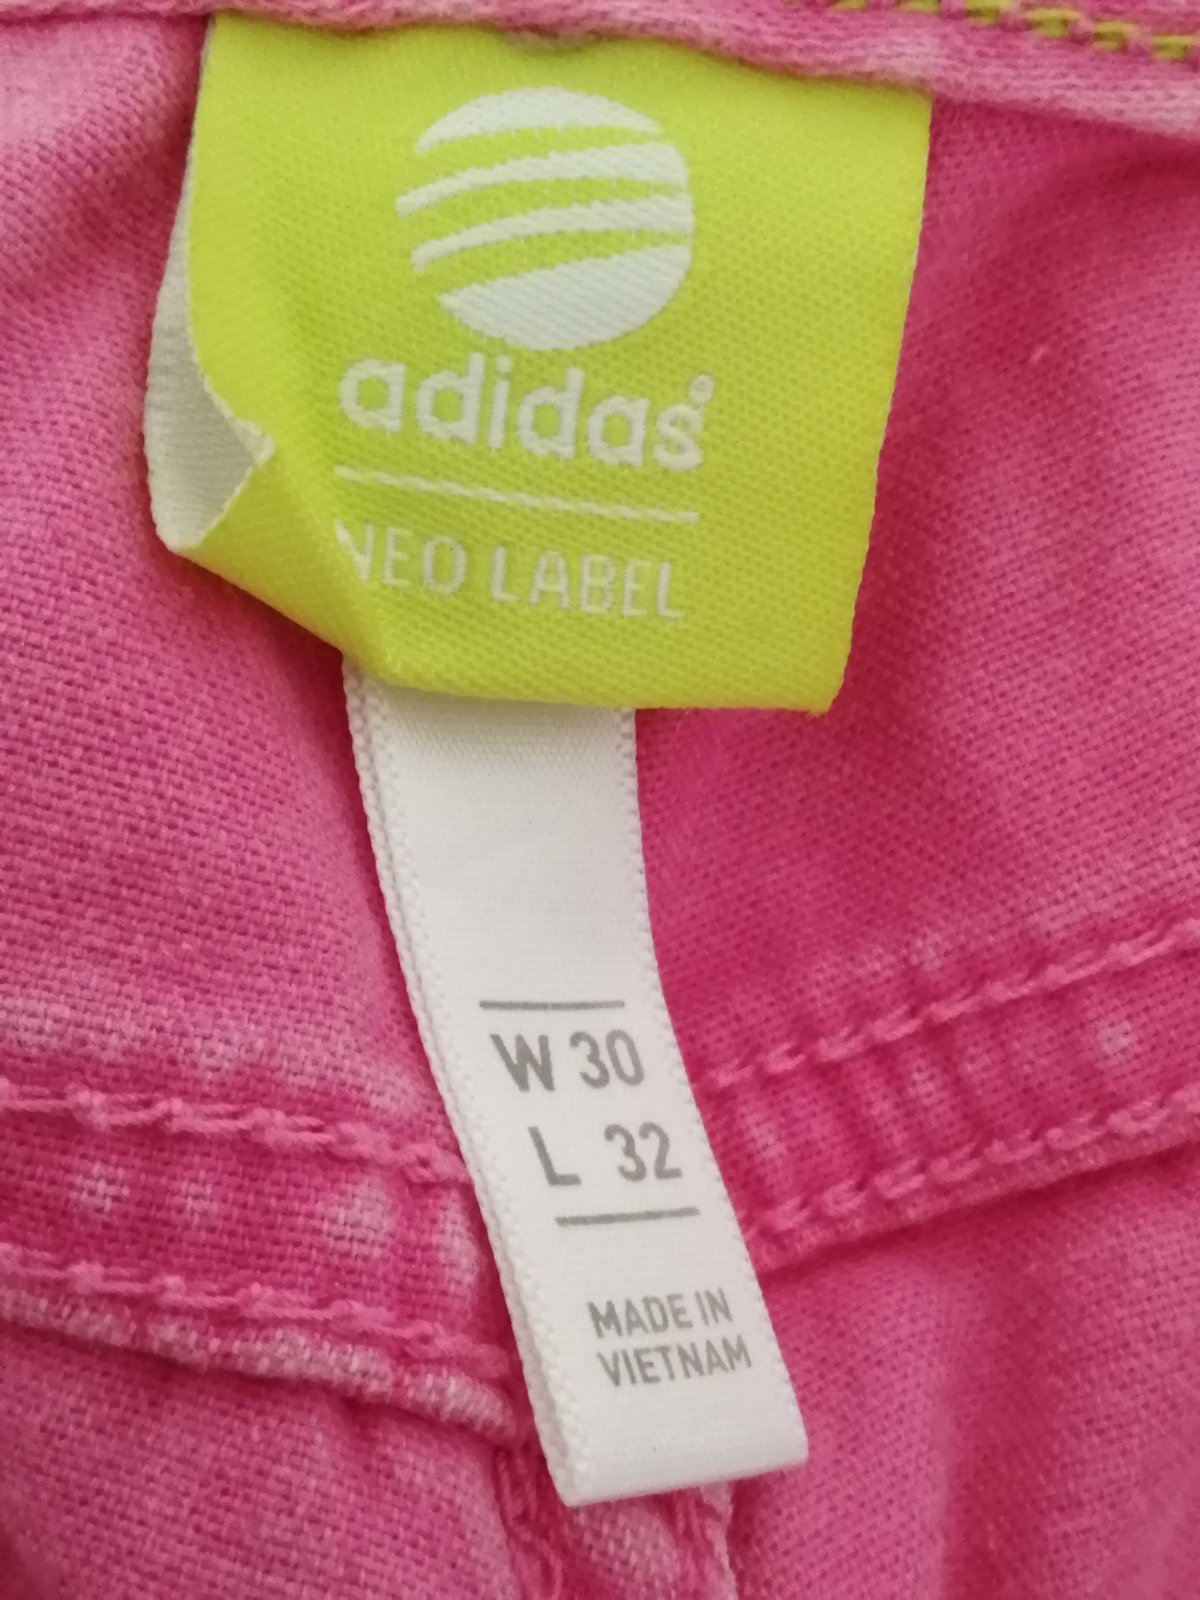 adidas®
NEO LABEL
W 30
L 32
MADE IN
VIETNAM